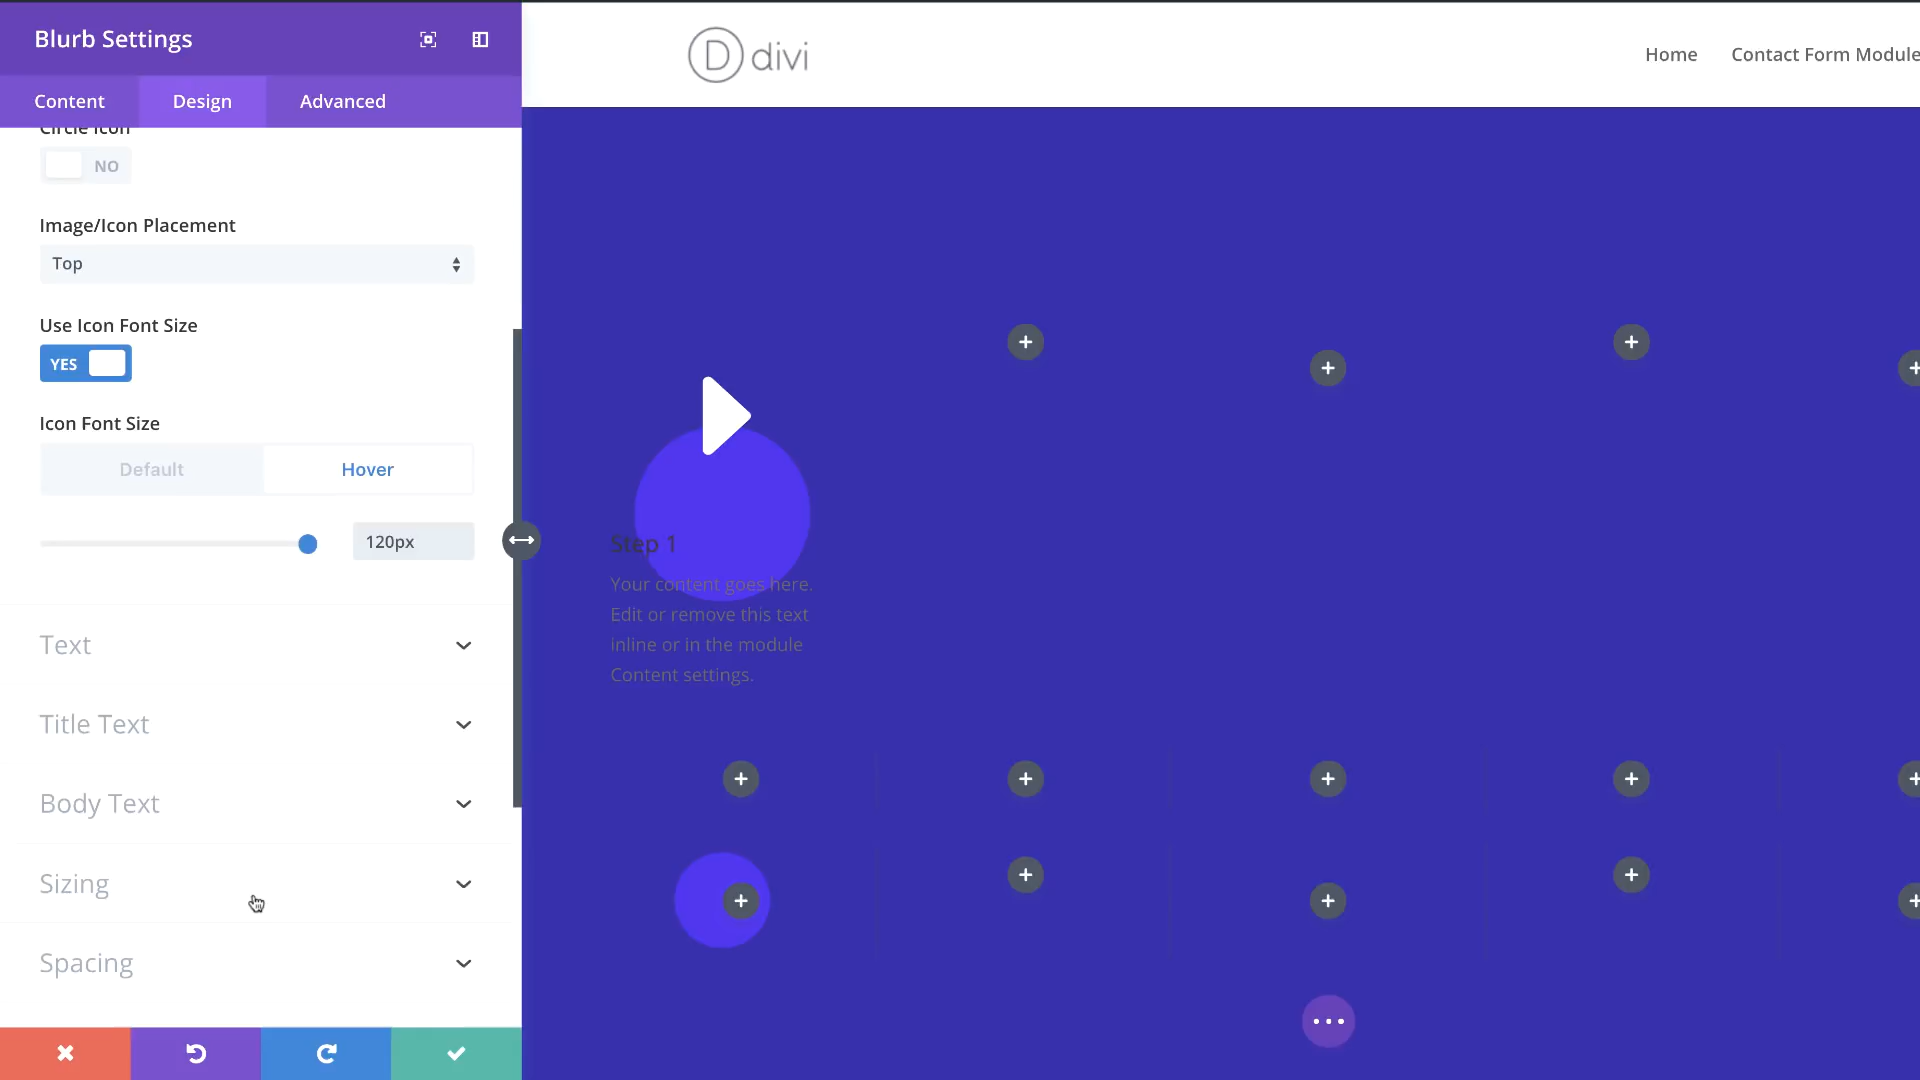 Blurb Settings
Content
Design
Advanced
Circle Icon
NO
Image/Icon Placement
Top
Use Icon Font Size
YES
Icon Font Size
Default
Hover
120px
Text
Title Text
Body Text
Sizing
Spacing
D divi
Home
Contact Form Module
Step 1
Your content goes here.
Edit or remove this text
inline or in the module
Content settings.